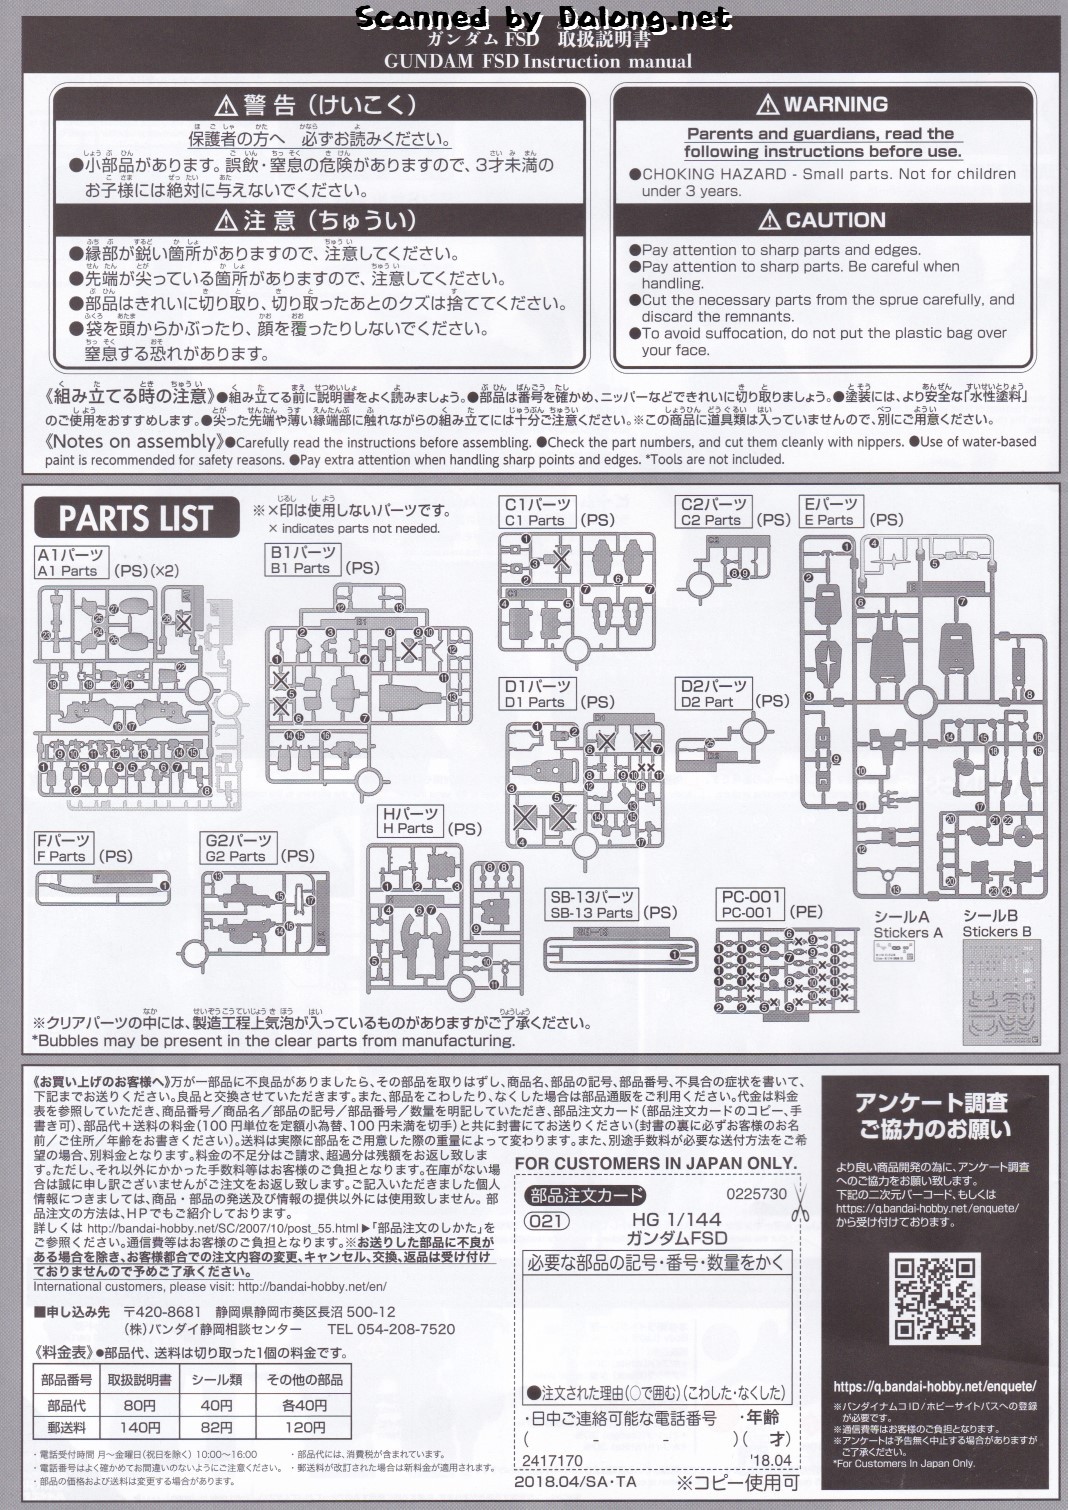 Scanned by Dalong.net
ガンダム FSD 取扱説明書
GUNDAM FSD Instruction manual
⚠警告(けいこく)
保護者の方へ 必ずお読みください。
●小部品があります。誤飲・窒息の危険がありますので、3才未満の
お子様には絶対に与えないでください。
⚠注意(ちゅうい)
●縁部が鋭い箇所がありますので、注意してください。
●先端が尖っている箇所がありますので、注意してください。
●部品はきれいに切り取り、切り取ったあとのクズは捨ててください。
●袋を頭からかぶったり、顔を覆ったりしないでください。
窒息する恐れがあります。
⚠WARNING
Parents and guardians, read the
following instructions before use.
●CHOKING HAZARD - Small parts. Not for children
under 3 years.
⚠CAUTION
●Pay attention to sharp parts and edges.
●Pay attention to sharp parts. Be careful when
handling.
●Cut the necessary parts from the sprue carefully, and
discard the remnants.
●To avoid suffocation, do not put the plastic bag over
your face.
《組み立てる時の注意》●組み立てる前に説明書をよく読みましょう。●部品は番号を確かめ、ニッパーなどできれいに切り取りましょう。●塗装には、より安全な「水性塗料」
のご使用をおすすめします。●尖った先端や薄い縁端部に触れながらの組み立てには十分ご注意ください。※この商品に道具類は入っていませんので、別にご用意ください。
《Notes on assembly》●Carefully read the instructions before assembling. ●Check the part numbers, and cut them cleanly with nippers. ●Use of water-based
paint is recommended for safety reasons. ●Pay extra attention when handling sharp points and edges. *Tools are not included.
PARTS LIST
※×印は使用しないパーツです。
× indicates parts not needed.
A1パーツ
A1 Parts (PS)(×2)
B1パーツ
B1 Parts (PS)
C1パーツ
C1 Parts (PS)
C2パーツ
C2 Parts (PS)
Eパーツ
E Parts (PS)
D1パーツ
D1 Parts (PS)
D2パーツ
D2 Part (PS)
Fパーツ
F Parts (PS)
G2パーツ
G2 Parts (PS)
Hパーツ
H Parts (PS)
SB-13パーツ
SB-13 Parts (PS)
PC-001
PC-001 (PE)
シールA
Stickers A
シールB
Stickers B
※クリアパーツの中には、製造工程上気泡が入っているものがありますがご了承ください。
*Bubbles may be present in the clear parts from manufacturing.
《お買い上げのお客様へ》万が一部品に不良品がありましたら、その部品を取りはずし、商品名、部品の記号、部品番号、不具合の症状を書いて、
下記までお送りください。良品と交換させていただきます。また、部品をこわしたり、なくした場合は部品通販をご利用ください。代金は料金
表を参照していただき、商品番号／商品名／部品の記号／部品番号／数量を明記していただき、部品注文カード(部品注文カードのコピー、手
書き可)、部品代＋送料の料金(100円単位を定額小為替、100円未満を切手)と共に封書にてお送りください(封書の裏に必ずお客様のお名
前／ご住所／年齢をお書きください)。送料は実際に部品をご用意した際の重量によって変わります。また、別途手数料が必要な送付方法をご希
望の場合、別料金となります。料金の不足分はご請求、超過分は残額をお返し致しま
す。ただし、それ以外にかかった手数料等はお客様のご負担となります。在庫がない場
合は誠に申し訳ございませんがご注文をお返し致します。ご記入いただきました個人
情報につきましては、商品・部品の発送及び情報の提供以外には使用致しません。部
品注文の方法は、HPでもご紹介しております。
詳しくは http://bandai-hobby.net/SC/2007/10/post_55.html▶「部品注文のしかた」を
ご参照ください。通信費等はお客様のご負担となります。※お送りした部品に不良が
ある場合を除き、お客様都合での注文内容の変更、キャンセル、交換、返品は受け付け
ておりませんので予めご了承ください。
International customers, please visit: http://bandai-hobby.net/en/
■申し込み先 〒420-8681 静岡県静岡市葵区長沼500-12
(株)バンダイ静岡相談センター TEL 054-208-7520
《料金表》●部品代、送料は切り取った1個の料金です。
部品番号 取扱説明書 シール類 その他の部品
部品代 80円 40円 各40円
郵送料 140円 82円 120円
・電話受付時間 月〜金曜日(祝日を除く) 10:00〜16:00 ・部品代には、消費税が含まれています。
・電話番号はよく確かめてお間違いのないようにご注意ください。 ・郵送料が改訂された場合は新料金が適用されます。
・部品の価格および送料は変更する場合があります。
FOR CUSTOMERS IN JAPAN ONLY.
部品注文カード 0225730
021 HG 1/144
ガンダムFSD
必要な部品の記号・番号・数量をかく
●注文された理由(○で囲む)(こわした・なくした)
・日中ご連絡可能な電話番号 ・年齢
( - - )( 才)
2417170 '18.04
2018.04/SA・TA ※コピー使用可
アンケート調査
ご協力のお願い
より良い商品開発の為に、アンケート調査
へのご協力をお願い致します。
下記の二次元バーコード、もしくは
https://q.bandai-hobby.net/enquete/
から受け付けております。
https://q.bandai-hobby.net/enquete/
※バンダイナムコID/ホビーサイトパスへの登録
が必要です。
※通信費等はお客様のご負担となります。
※アンケートは予告無く中止する場合がありますが
ご了承ください。
*For Customers In Japan Only.